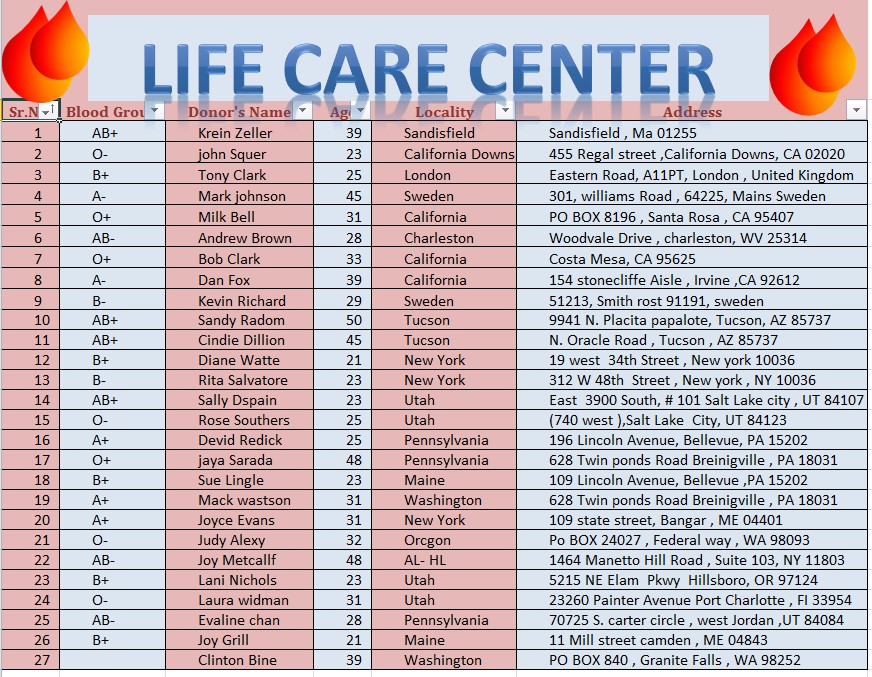 LIFE CARE CENTER
Sr.N Blood Grou Donor's Name Age Locality Address
1 AB+ Krein Zeller 39 Sandisfield Sandisfield , Ma 01255
2 O- john Squer 23 California Downs 455 Regal street ,California Downs, CA 02020
3 B+ Tony Clark 25 London Eastern Road, A11PT, London , United Kingdom
4 A- Mark johnson 45 Sweden 301, williams Road , 64225, Mains Sweden
5 O+ Milk Bell 31 California PO BOX 8196 , Santa Rosa , CA 95407
6 AB- Andrew Brown 28 Charleston Woodvale Drive , charleston, WV 25314
7 O+ Bob Clark 33 California Costa Mesa, CA 95625
8 A- Dan Fox 39 California 154 stonecliffe Aisle , Irvine ,CA 92612
9 B- Kevin Richard 29 Sweden 51213, Smith rost 91191, sweden
10 AB+ Sandy Radom 50 Tucson 9941 N. Placita papalote, Tucson, AZ 85737
11 AB+ Cindie Dillion 45 Tucson N. Oracle Road , Tucson , AZ 85737
12 B+ Diane Watte 21 New York 19 west 34th Street , New york 10036
13 B- Rita Salvatore 23 New York 312 W 48th Street , New york , NY 10036
14 AB+ Sally Dspain 23 Utah East 3900 South, # 101 Salt Lake city , UT 84107
15 O- Rose Southers 25 Utah (740 west ),Salt Lake City, UT 84123
16 A+ Devid Redick 25 Pennsylvania 196 Lincoln Avenue, Bellevue, PA 15202
17 O+ jaya Sarada 48 Pennsylvania 628 Twin ponds Road Breinigville , PA 18031
18 B+ Sue Lingle 23 Maine 109 Lincoln Avenue, Bellevue ,PA 15202
19 A+ Mack wastson 31 Washington 628 Twin ponds Road Breinigville , PA 18031
20 A+ Joyce Evans 31 New York 109 state street, Bangar , ME 04401
21 O- Judy Alexy 32 Orcgon Po BOX 24027 , Federal way , WA 98093
22 AB- Joy Metcallf 48 AL- HL 1464 Manetto Hill Road , Suite 103, NY 11803
23 B+ Lani Nichols 23 Utah 5215 NE Elam Pkwy Hillsboro, OR 97124
24 O- Laura widman 31 Utah 23260 Painter Avenue Port Charlotte , FI 33954
25 AB- Evaline chan 28 Pennsylvania 70725 S. carter circle , west Jordan ,UT 84084
26 B+ Joy Grill 21 Maine 11 Mill street camden , ME 04843
27 Clinton Bine 39 Washington PO BOX 840 , Granite Falls , WA 98252